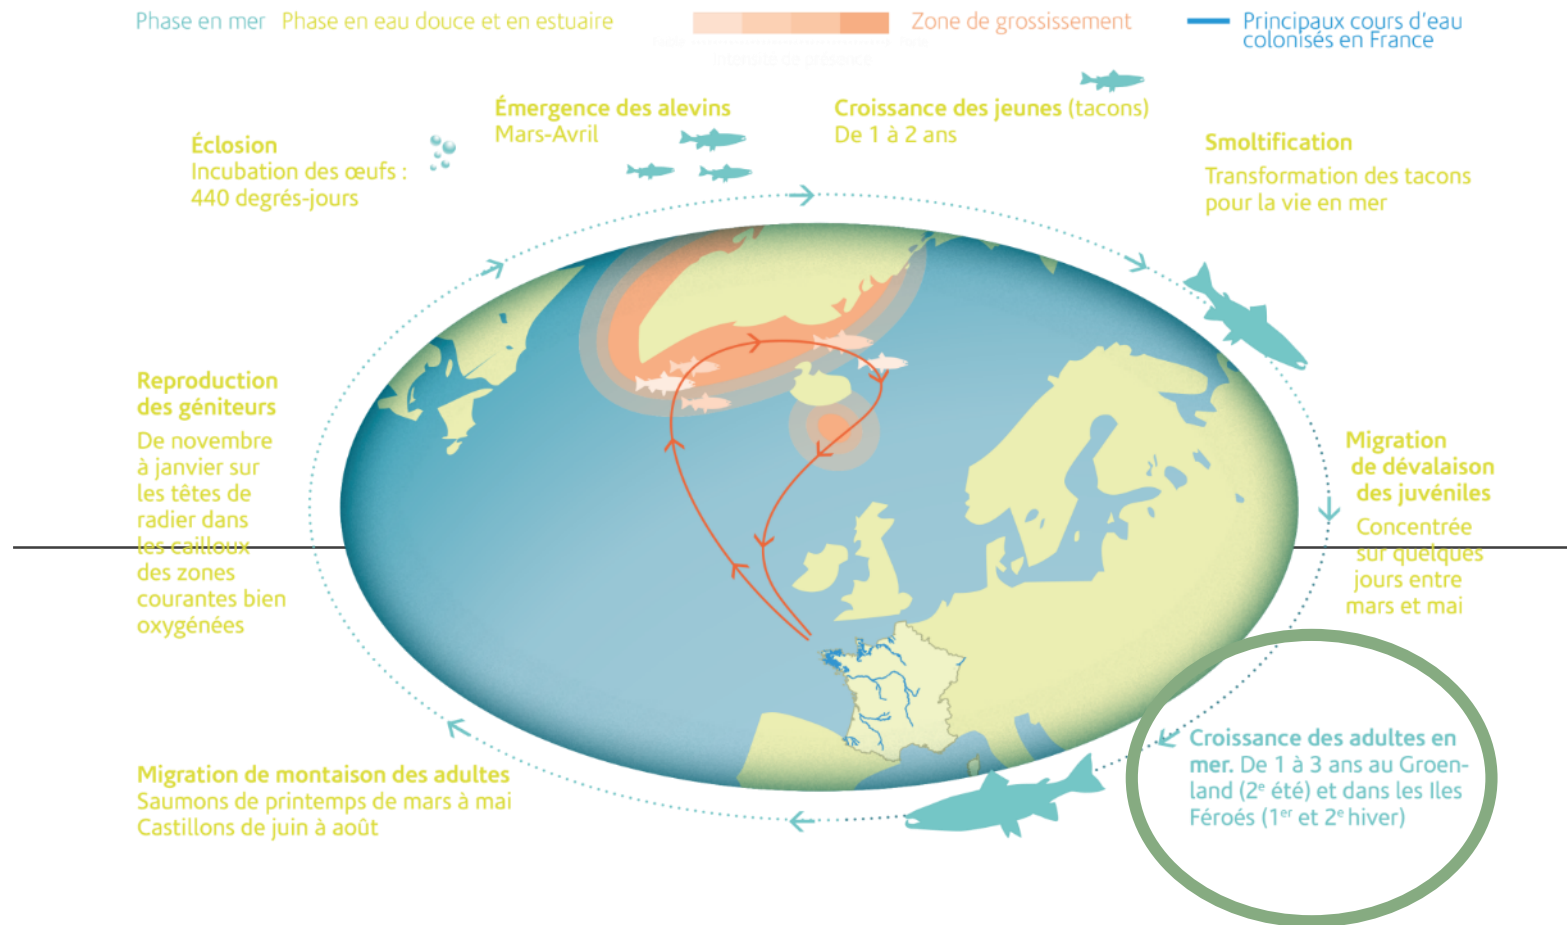 Phase en mer Phase en eau douce et en estuaire
Zone de grossissement
Principaux cours d'eau
colonisés en France
Éclosion
Incubation des œufs :
440 degrés-jours
Émergence des alevins
Mars-Avril
Croissance des jeunes (tacons)
De 1 à 2 ans
Smoltification
Transformation des tacons
pour la vie en mer
Migration
de dévalaison
des juvéniles
Concentrée
sur quelques
jours entre
mars et mai
Croissance des adultes en
mer. De 1 à 3 ans au Groen-
land (2e été) et dans les Iles
Féroés (1er et 2e hiver)
Migration de montaison des adultes
Saumons de printemps de mars à mai
Castillons de juin à août
Reproduction
des géniteurs
De novembre
à janvier sur
les têtes de
radier dans
les cailloux
des zones
courantes bien
oxygénées